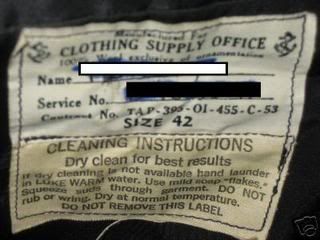 Manufactured For
CLOTHING SUPPLY OFFICE
100% Wool exclusive of ornamentation
Name
Service No.
Contract No. TAP-395-01-455-C-53
SIZE 42
CLEANING INSTRUCTIONS
Dry clean for best results
If dry cleaning is not available hand launder
in LUKE WARM water. Use mild soap "flakes."
Squeeze suds through garment. DO NOT
rub or wring. Dry at normal temperature.
DO NOT REMOVE THIS LABEL